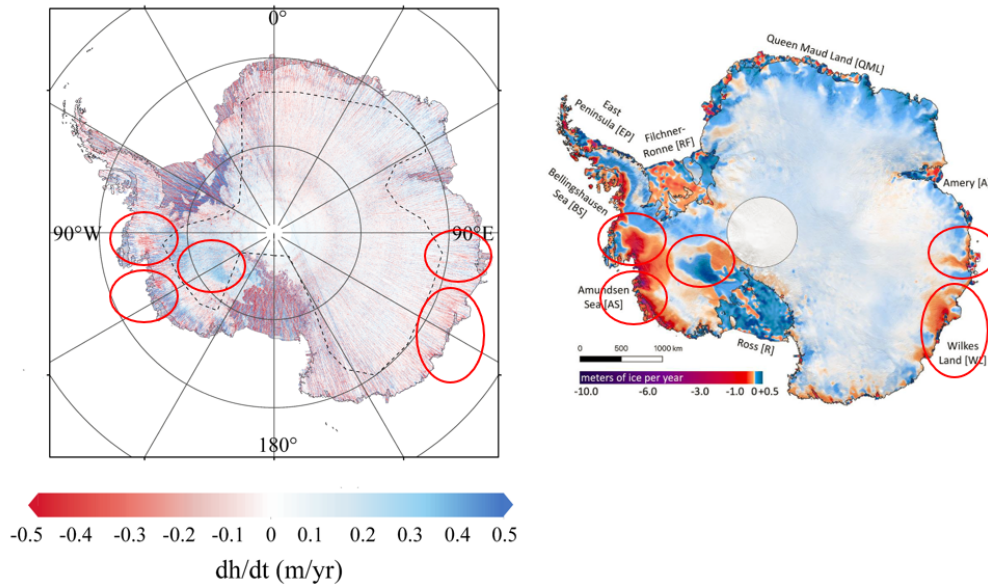 0°
90°W
90°E
180°
-0.5 -0.4 -0.3 -0.2 -0.1 0 0.1 0.2 0.3 0.4 0.5
dh/dt (m/yr)
Queen Maud Land [QML]
East
Peninsula [EP]
Filchner-
Ronne [RF]
Bellingshausen
Sea [BS]
Amery [A
Amundsen
Sea [AS]
Ross [R]
Wilkes
Land [WL]
0 500 1000 km
meters of ice per year
-10.0 -6.0 -3.0 -1.0 0 +0.5